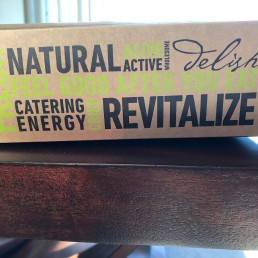 NATURAL ALIVE delish
ACTIVE WHOLESOME
FEEL GOOD AFTER YOU EAT
CATERING
ENERGY REVITALIZE